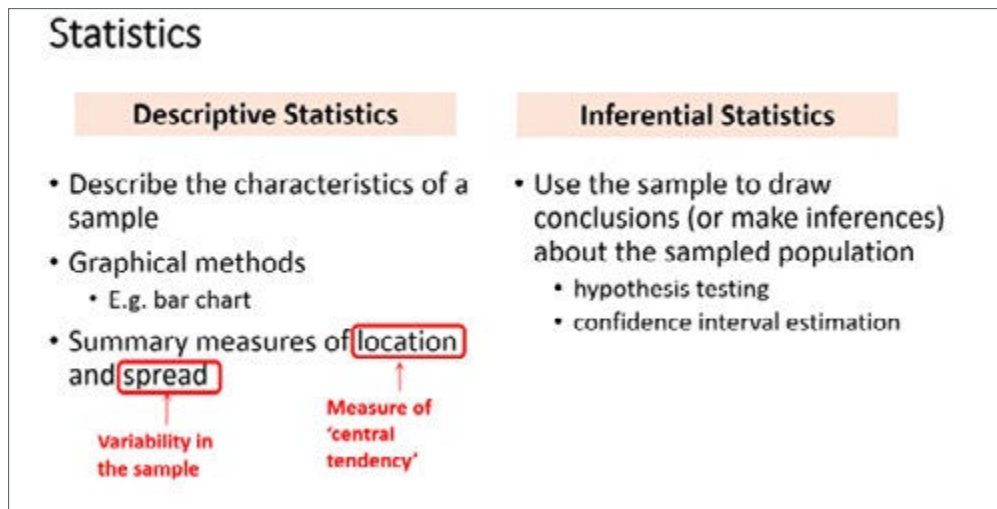 Statistics
Descriptive Statistics
• Describe the characteristics of a
sample
• Graphical methods
• E.g. bar chart
• Summary measures of location
and spread
Variability in
the sample
Measure of
‘central
tendency‘
Inferential Statistics
• Use the sample to draw
conclusions (or make inferences)
about the sampled population
• hypothesis testing
• confidence interval estimation